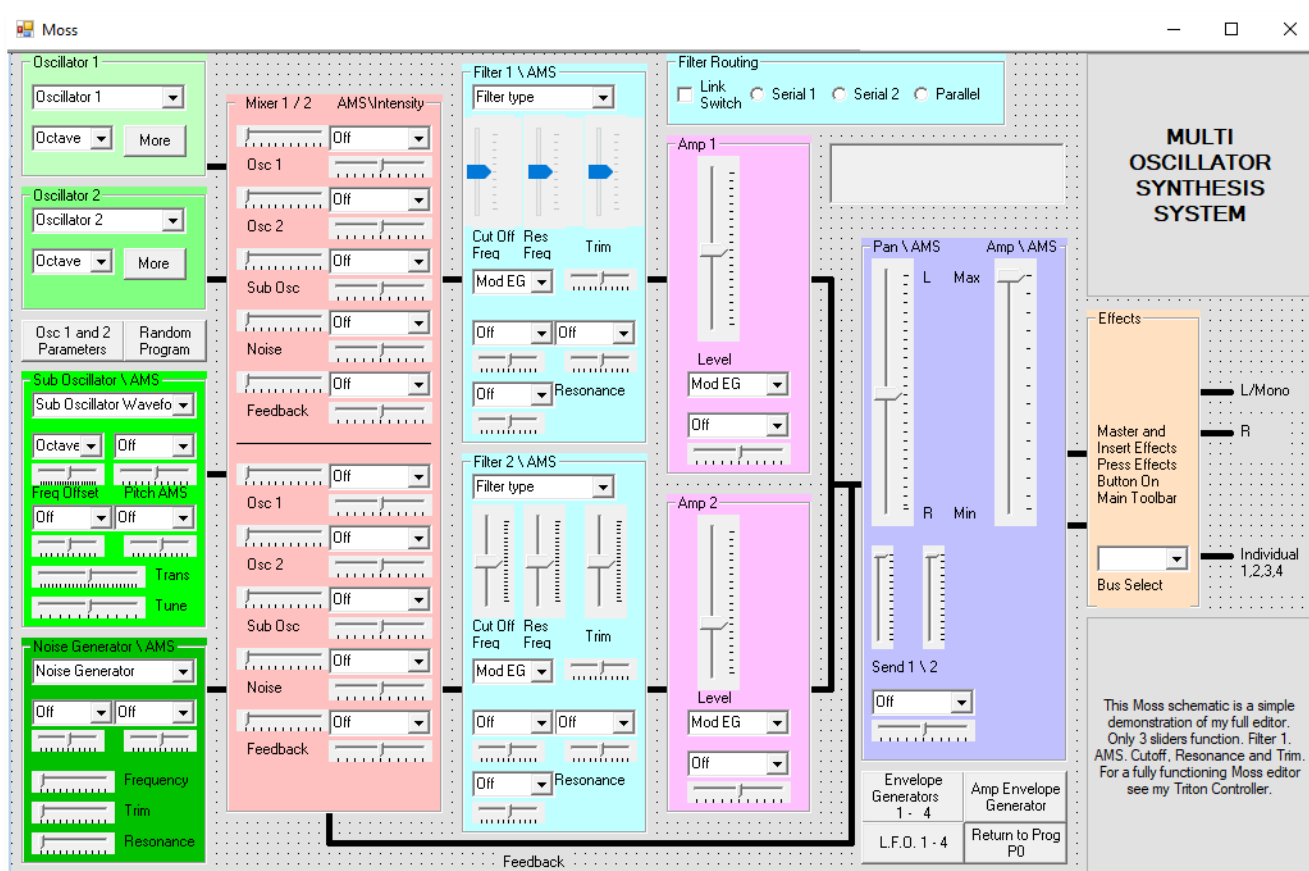 Moss
Oscillator 1
Oscillator 1
Octave
More
Oscillator 2
Oscillator 2
Octave
More
Osc 1 and 2
Parameters
Random
Program
Sub Oscillator \ AMS
Sub Oscillator Wavefo
Octave
Off
Freq Offset
Pitch AMS
Off
Off
Trans
Tune
Noise Generator \ AMS
Noise Generator
Off
Off
Frequency
Trim
Resonance
Mixer 1 / 2
AMS\Intensity
Off
Osc 1
Off
Osc 2
Off
Sub Osc
Off
Noise
Off
Feedback
Off
Osc 1
Off
Osc 2
Off
Sub Osc
Off
Noise
Off
Feedback
Filter 1 \ AMS
Filter type
Cut Off
Freq
Res
Freq
Trim
Mod EG
Off
Off
Off
Resonance
Filter 2 \ AMS
Filter type
Cut Off
Freq
Res
Freq
Trim
Mod EG
Off
Off
Off
Resonance
Feedback
Filter Routing
Link
Switch
Serial 1
Serial 2
Parallel
Amp 1
Level
Mod EG
Off
Amp 2
Level
Mod EG
Off
Pan \ AMS
Amp \ AMS
L
Max
R
Min
Send 1 \ 2
Off
Envelope
Generators
1 - 4
Amp Envelope
Generator
L.F.O. 1 - 4
Return to Prog
P0
MULTI
OSCILLATOR
SYNTHESIS
SYSTEM
Effects
Master and
Insert Effects
Press Effects
Button On
Main Toolbar
Bus Select
L/Mono
R
Individual
1,2,3,4
This Moss schematic is a simple
demonstration of my full editor.
Only 3 sliders function. Filter 1.
AMS. Cutoff, Resonance and Trim.
For a fully functioning Moss editor
see my Triton Controller.